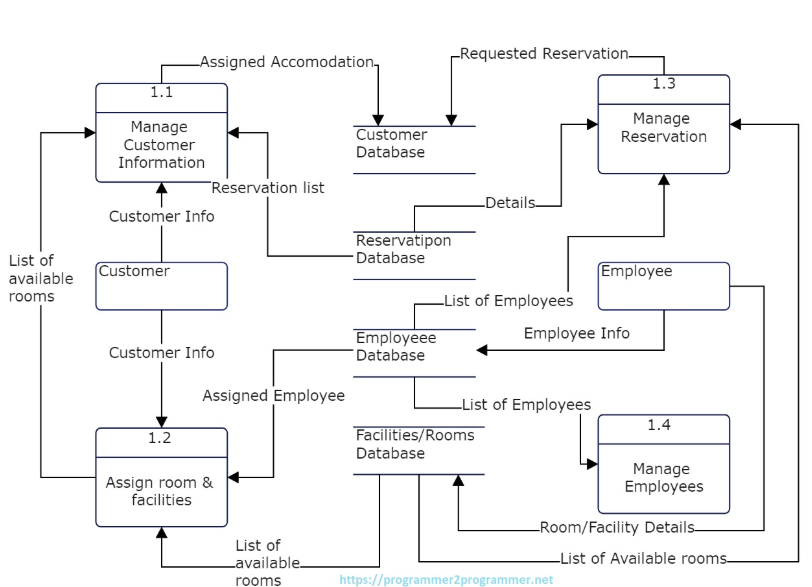 Assigned Accomodation
Requested Reservation
1.1
Manage
Customer
Information
Customer
Database
1.3
Manage
Reservation
Reservation list
Details
Customer Info
Reservatipon
Database
List of
available
rooms
Customer
Employee
List of Employees
Employee Info
Employeee
Database
Customer Info
Assigned Employee
List of Employees
1.2
Assign room &
facilities
Facilities/Rooms
Database
1.4
Manage
Employees
Room/Facility Details
List of
available
rooms
List of Available rooms
https://programmer2programmer.net